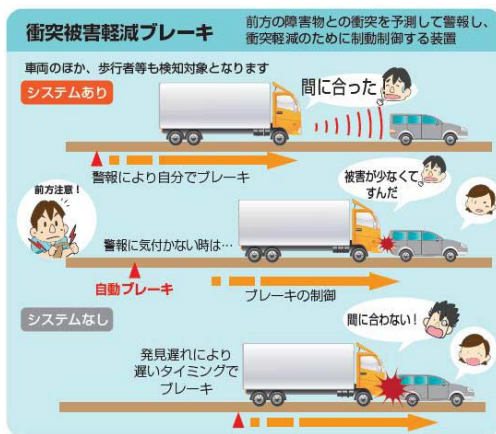 衝突被害軽減ブレーキ
前方の障害物との衝突を予測して警報し、
衝突軽減のために制動制御する装置
車両のほか、歩行者等も検知対象となります
システムあり
間に合った
警報により自分でブレーキ
前方注意！
被害が少なくて
すんだ
警報に気付かない時は…
自動ブレーキ
ブレーキの制御
システムなし
間に合わない！
発見遅れにより
遅いタイミングで
ブレーキ